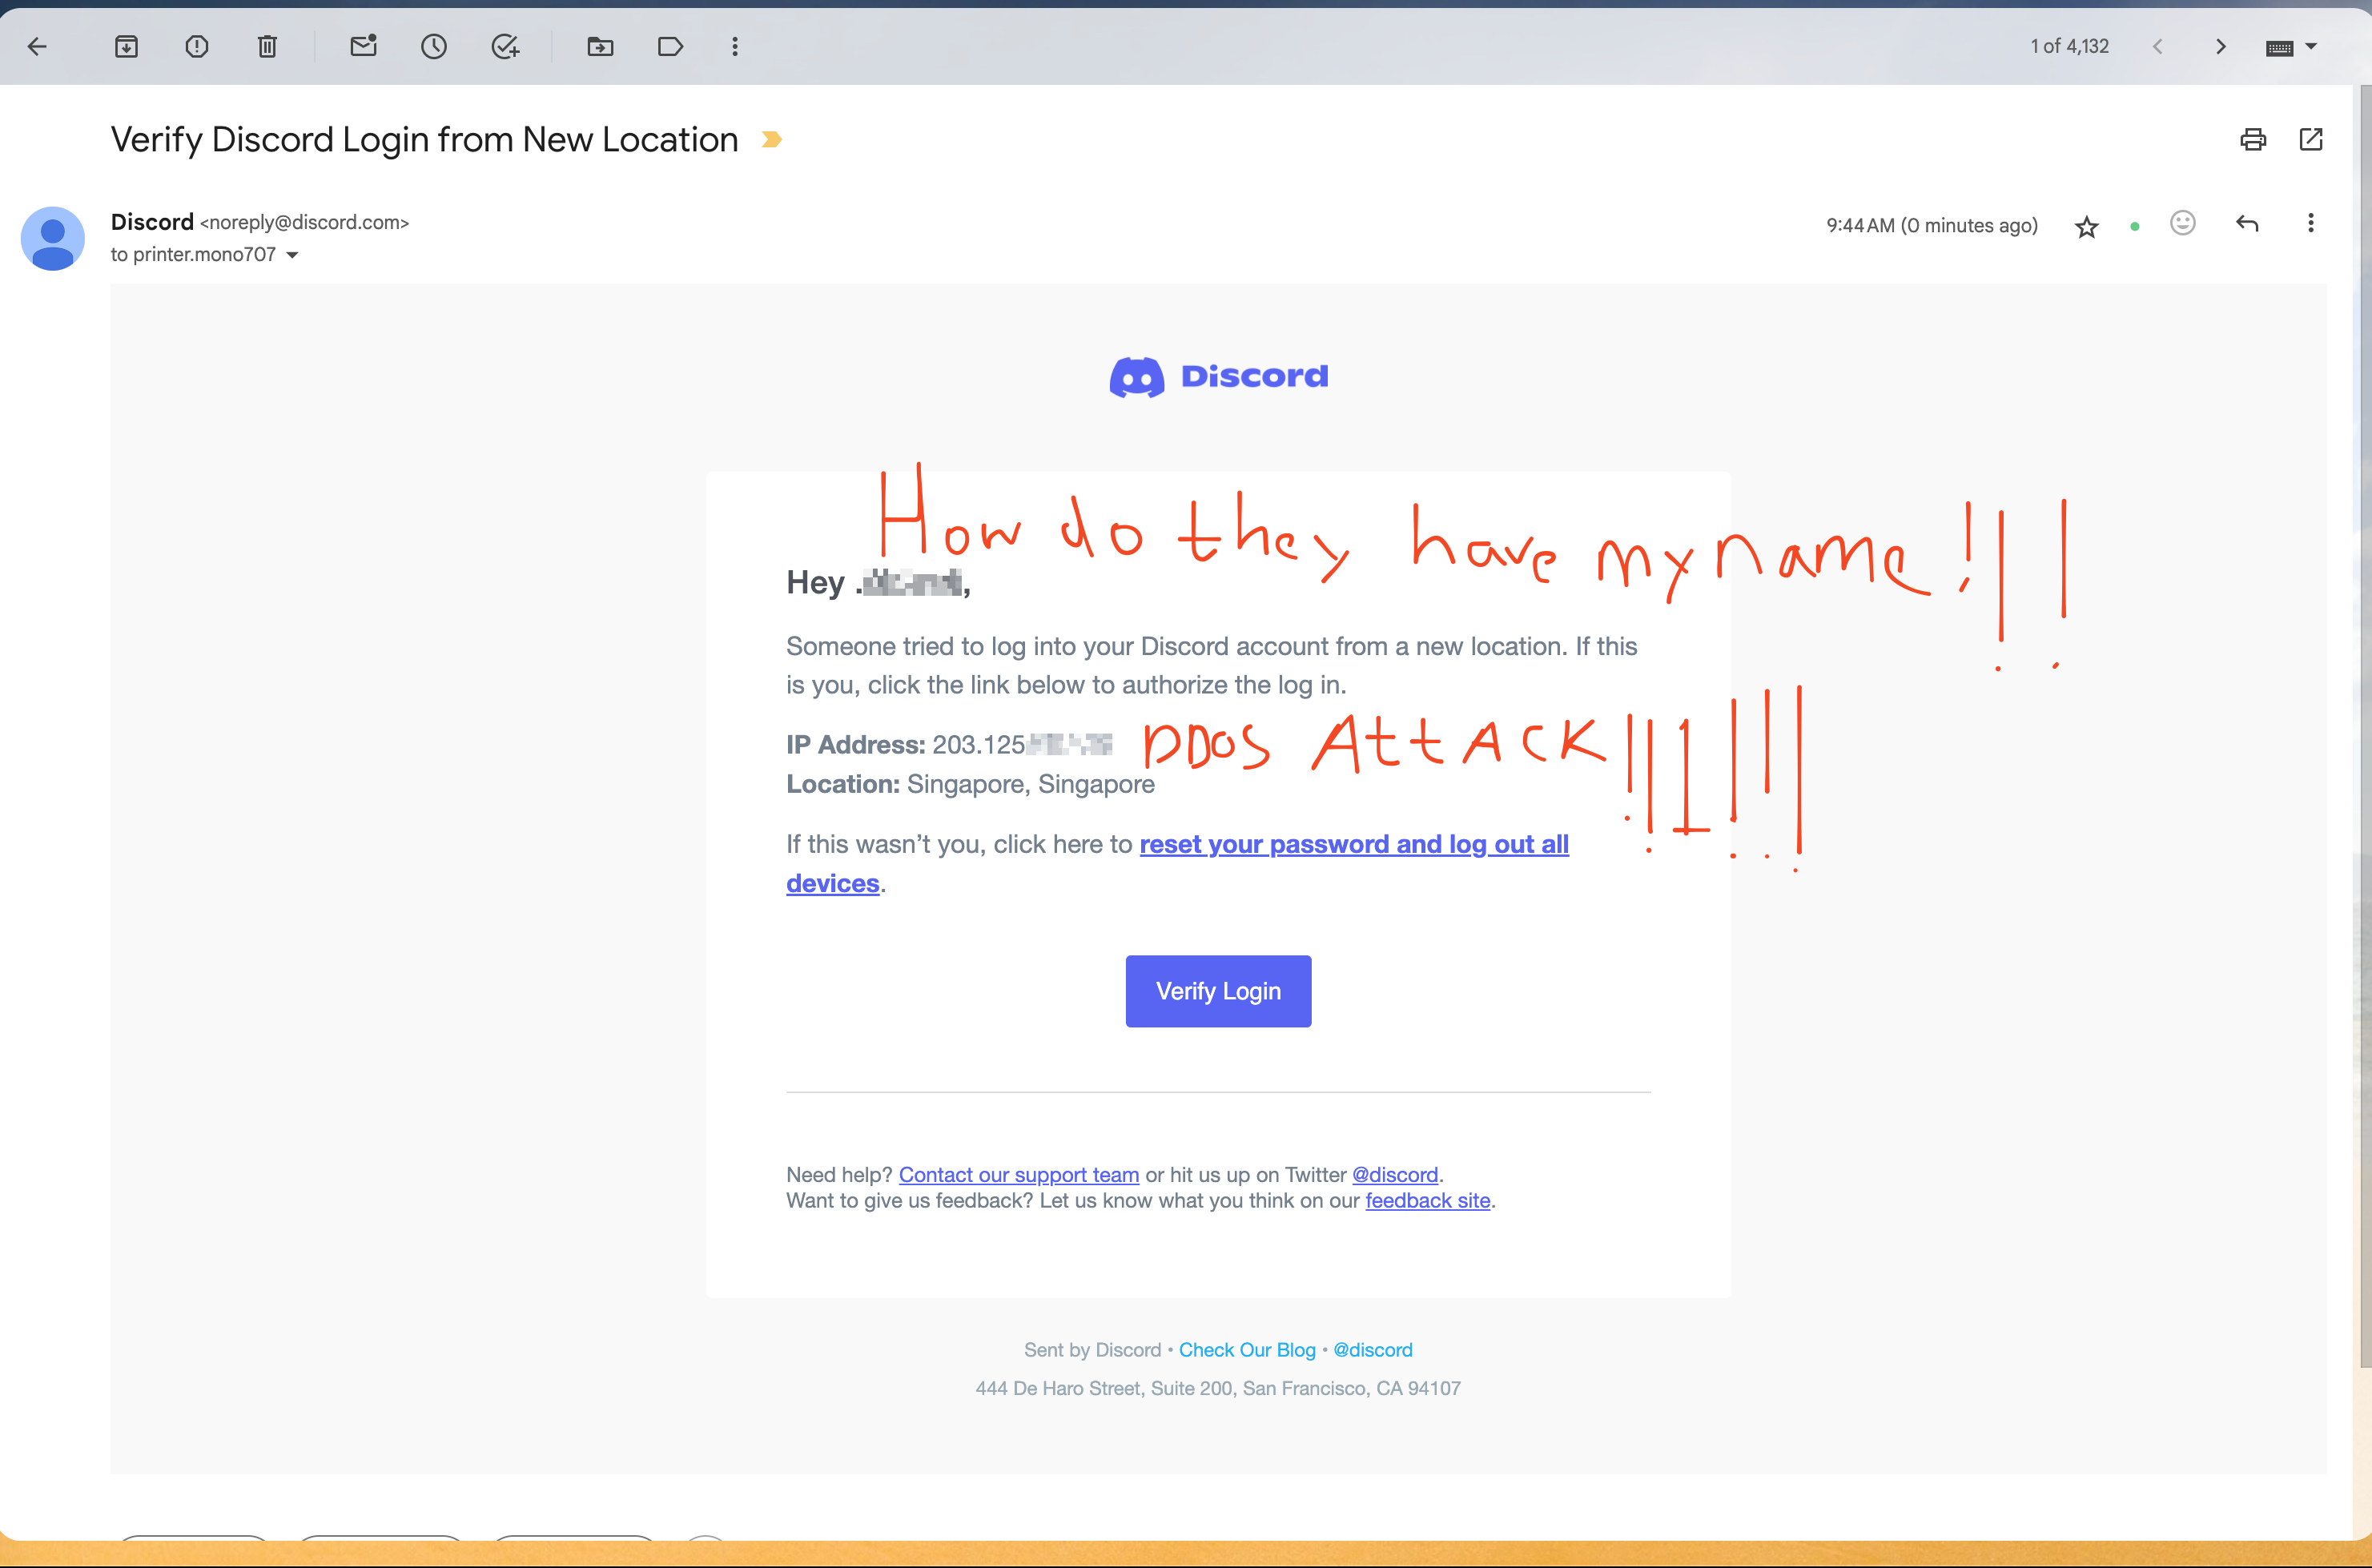 1 of 4,132
Verify Discord Login from New Location
Discord <noreply@discord.com>
9:44 AM (0 minutes ago)
to printer.mono707
Discord
How do they have my name!!!
Hey .
Someone tried to log into your Discord account from a new location. If this
is you, click the link below to authorize the log in.
IP Address: 203.125
DDOS AttACK!!1!!!
Location: Singapore, Singapore
If this wasn’t you, click here to reset your password and log out all
devices.
Verify Login
Need help? Contact our support team or hit us up on Twitter @discord.
Want to give us feedback? Let us know what you think on our feedback site.
Sent by Discord • Check Our Blog • @discord
444 De Haro Street, Suite 200, San Francisco, CA 94107